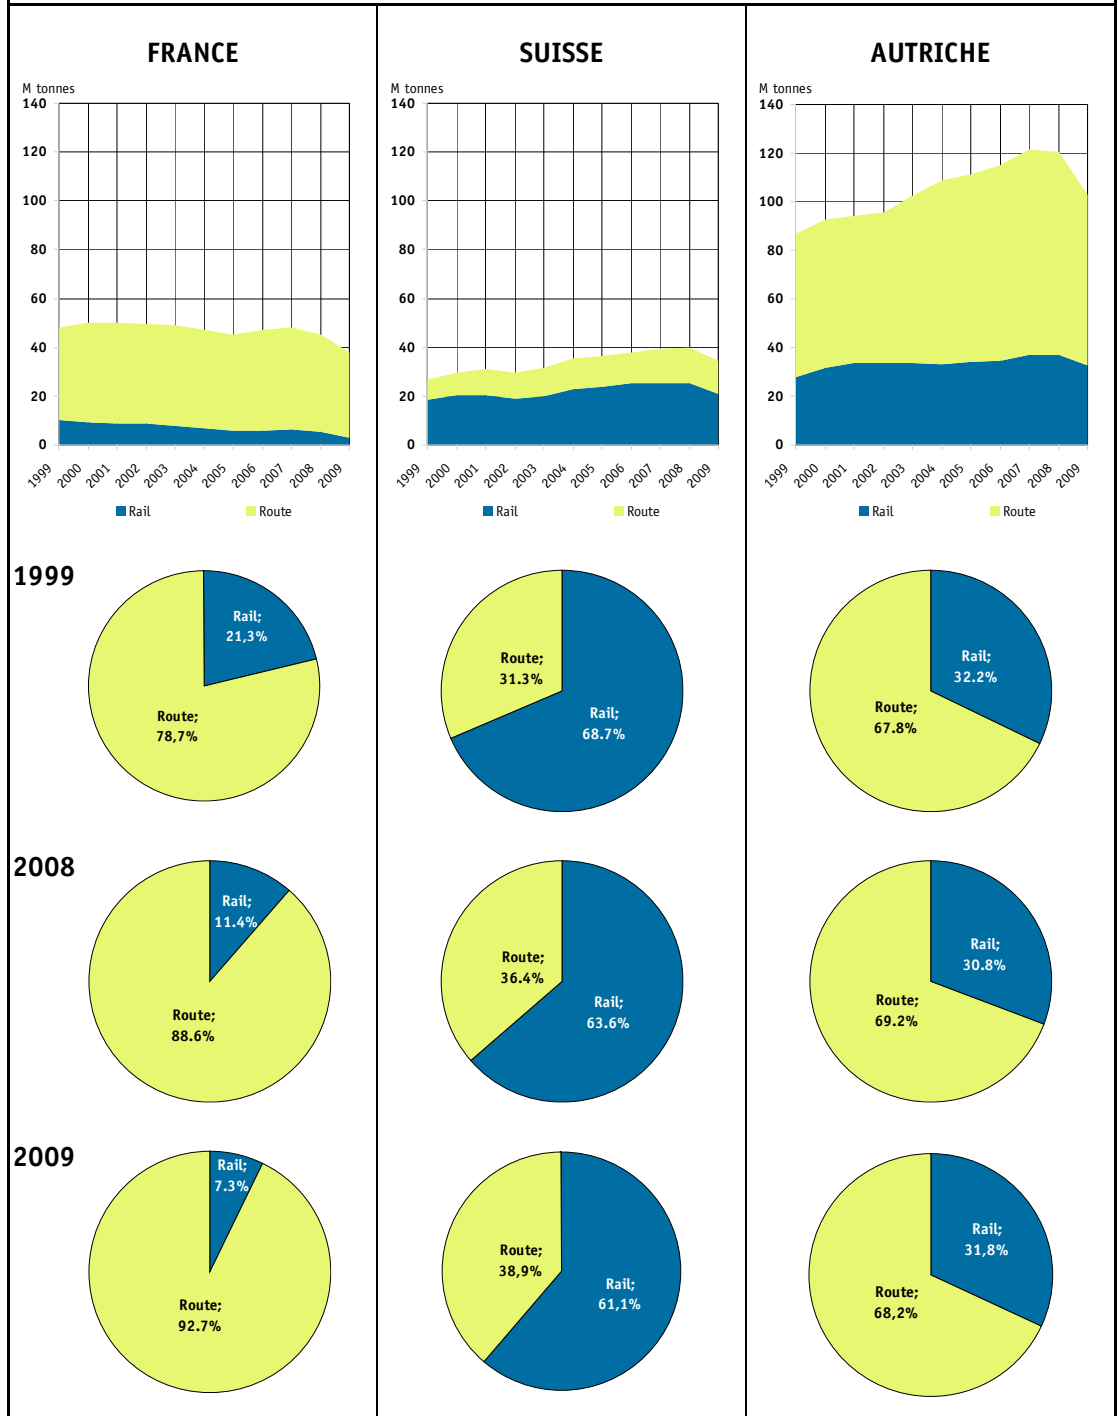 FRANCE
SUISSE
AUTRICHE
M tonnes
140
120
100
80
60
40
20
0
1999
2000
2001
2002
2003
2004
2005
2006
2007
2008
2009
Rail
Route
M tonnes
140
120
100
80
60
40
20
0
1999
2000
2001
2002
2003
2004
2005
2006
2007
2008
2009
Rail
Route
M tonnes
140
120
100
80
60
40
20
0
1999
2000
2001
2002
2003
2004
2005
2006
2007
2008
2009
Rail
Route
1999
Rail;
21,3%
Route;
78,7%
Route;
31.3%
Rail;
68.7%
Rail;
32.2%
Route;
67.8%
2008
Rail;
11.4%
Route;
88.6%
Route;
36.4%
Rail;
63.6%
Rail;
30.8%
Route;
69.2%
2009
Rail;
7.3%
Route;
92.7%
Route;
38,9%
Rail;
61,1%
Rail;
31,8%
Route;
68,2%